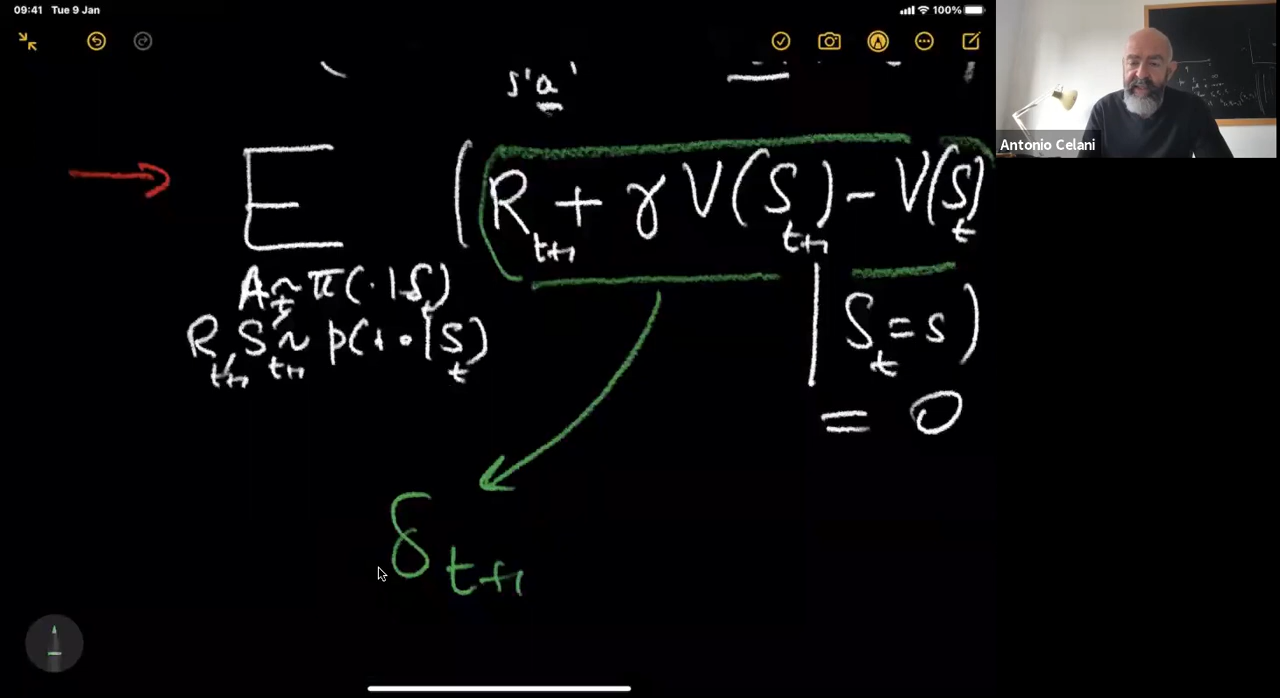 09:41 Tue 9 Jan
100%
Antonio Celani
s'a'
E ( R_{t+1} + γ V(S_{t+1}) - V(S_t)
| S_t = s )
= 0
A_t ~ π(·|S_t)
R_{t+1} S_{t+1} ~ p(··|S_t)
δ_{t+1}